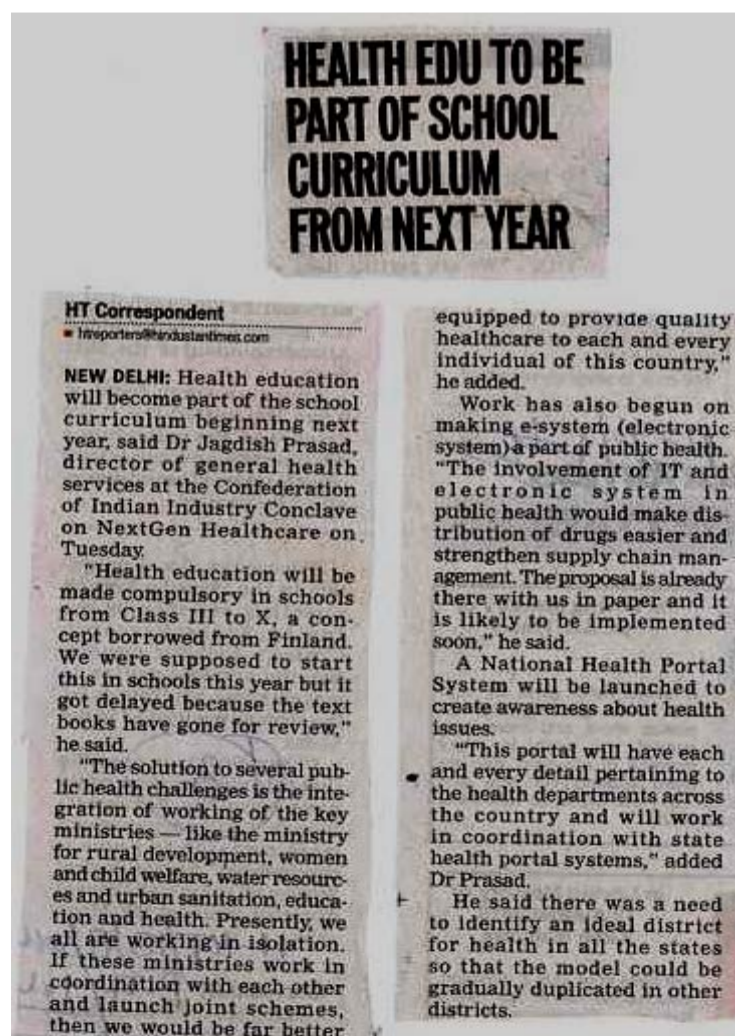 HEALTH EDU TO BE
PART OF SCHOOL
CURRICULUM
FROM NEXT YEAR
HT Correspondent
htreporters@hindustantimes.com
NEW DELHI: Health education
will become part of the school
curriculum beginning next
year, said Dr Jagdish Prasad,
director of general health
services at the Confederation
of Indian Industry Conclave
on NextGen Healthcare on
Tuesday.
"Health education will be
made compulsory in schools
from Class III to X, a con-
cept borrowed from Finland.
We were supposed to start
this in schools this year but it
got delayed because the text
books have gone for review,"
he said.
"The solution to several pub-
lic health challenges is the inte-
gration of working of the key
ministries — like the ministry
for rural development, women
and child welfare, water resourc-
es and urban sanitation, educa-
tion and health. Presently, we
all are working in isolation.
If these ministries work in
coordination with each other
and launch joint schemes,
then we would be far better
equipped to provide quality
healthcare to each and every
individual of this country,"
he added.
Work has also begun on
making e-system (electronic
system) a part of public health.
"The involvement of IT and
electronic system in
public health would make dis-
tribution of drugs easier and
strengthen supply chain man-
agement. The proposal is already
there with us in paper and it
is likely to be implemented
soon," he said.
A National Health Portal
System will be launched to
create awareness about health
issues.
"This portal will have each
and every detail pertaining to
the health departments across
the country and will work
in coordination with state
health portal systems," added
Dr Prasad.
He said there was a need
to identify an ideal district
for health in all the states
so that the model could be
gradually duplicated in other
districts.